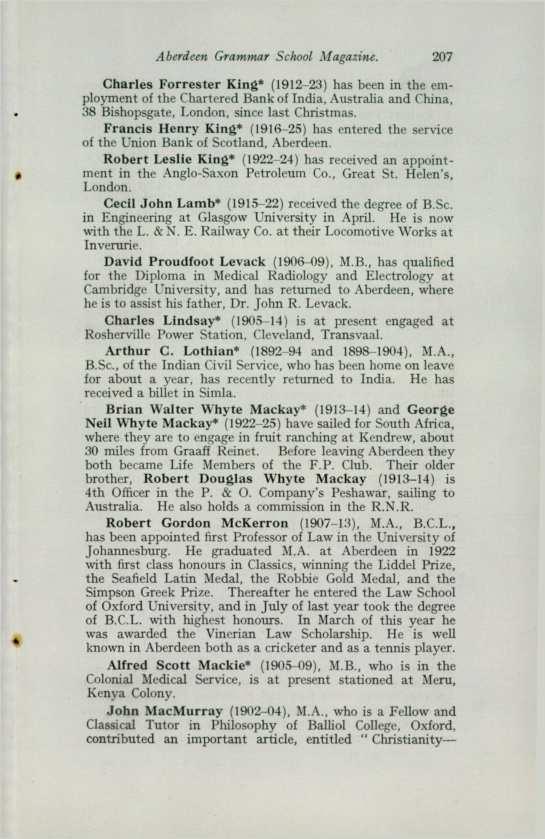 Aberdeen Grammar School Magazine. 207
Charles Forrester King* (1912–23) has been in the em-
ployment of the Chartered Bank of India, Australia and China,
38 Bishopsgate, London, since last Christmas.
Francis Henry King* (1916–25) has entered the service
of the Union Bank of Scotland, Aberdeen.
Robert Leslie King* (1922–24) has received an appoint-
ment in the Anglo-Saxon Petroleum Co., Great St. Helen's,
London.
Cecil John Lamb* (1915–22) received the degree of B.Sc.
in Engineering at Glasgow University in April. He is now
with the L. & N. E. Railway Co. at their Locomotive Works at
Inverurie.
David Proudfoot Levack (1906–09), M.B., has qualified
for the Diploma in Medical Radiology and Electrology at
Cambridge University, and has returned to Aberdeen, where
he is to assist his father, Dr. John R. Levack.
Charles Lindsay* (1905–14) is at present engaged at
Rosherville Power Station, Cleveland, Transvaal.
Arthur C. Lothian* (1892–94 and 1898–1904), M.A.,
B.Sc., of the Indian Civil Service, who has been home on leave
for about a year, has recently returned to India. He has
received a billet in Simla.
Brian Walter Whyte Mackay* (1913–14) and George
Neil Whyte Mackay* (1922–25) have sailed for South Africa,
where they are to engage in fruit ranching at Kendrew, about
30 miles from Graaff Reinet. Before leaving Aberdeen they
both became Life Members of the F.P. Club. Their older
brother, Robert Douglas Whyte Mackay (1913–14) is
4th Officer in the P. & O. Company's Peshawar, sailing to
Australia. He also holds a commission in the R.N.R.
Robert Gordon McKerron (1907–13), M.A., B.C.L.,
has been appointed first Professor of Law in the University of
Johannesburg. He graduated M.A. at Aberdeen in 1922
with first class honours in Classics, winning the Liddel Prize,
the Seafield Latin Medal, the Robbie Gold Medal, and the
Simpson Greek Prize. Thereafter he entered the Law School
of Oxford University, and in July of last year took the degree
of B.C.L. with highest honours. In March of this year he
was awarded the Vinerian Law Scholarship. He is well
known in Aberdeen both as a cricketer and as a tennis player.
Alfred Scott Mackie* (1905–09), M.B., who is in the
Colonial Medical Service, is at present stationed at Meru,
Kenya Colony.
John MacMurray (1902–04), M.A., who is a Fellow and
Classical Tutor in Philosophy of Balliol College, Oxford,
contributed an important article, entitled " Christianity—